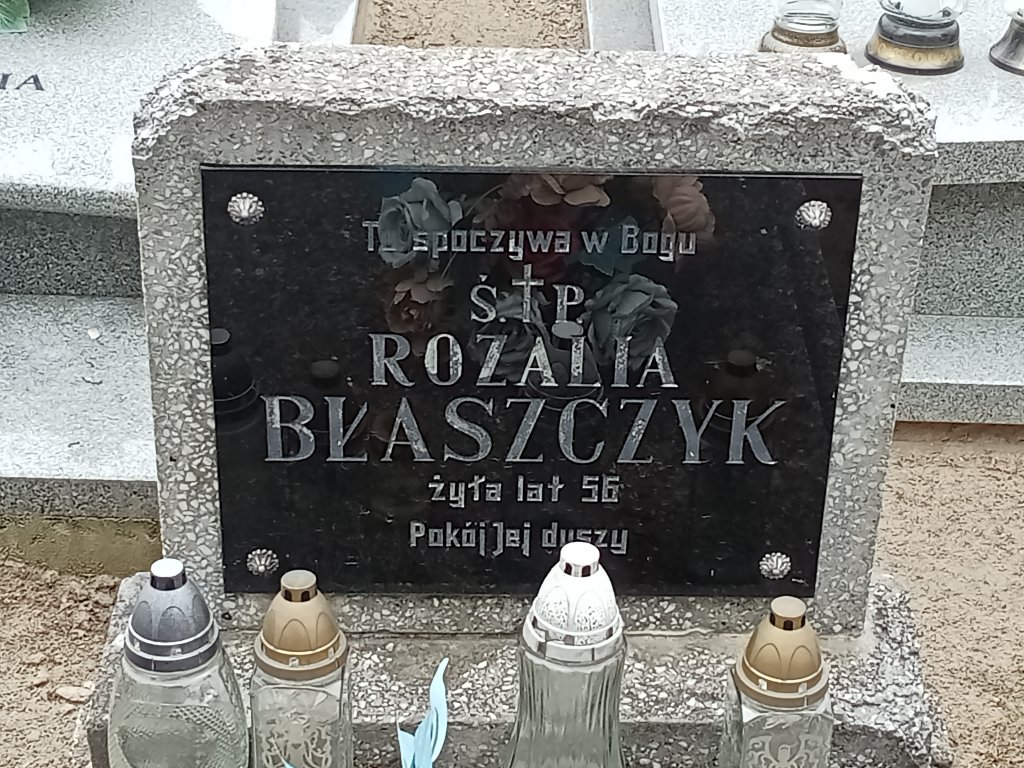 Tu spoczywa w Bogu
Ś.†P.
ROZALIA
BŁASZCZYK
żyła lat 56
Pokój Jej duszy